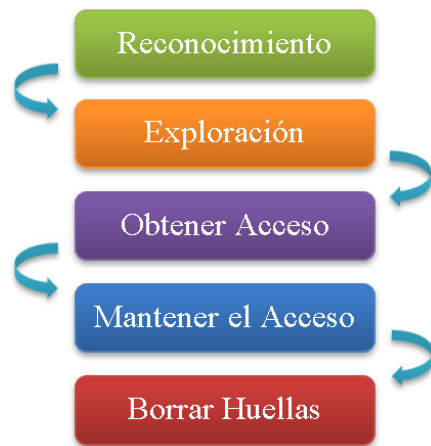 Reconocimiento
Exploración
Obtener Acceso
Mantener el Acceso
Borrar Huellas